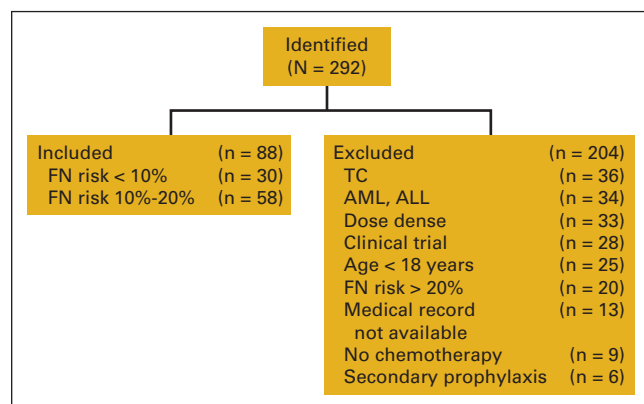 Identified
(N = 292)
Included (n = 88)
FN risk < 10% (n = 30)
FN risk 10%-20% (n = 58)
Excluded (n = 204)
TC (n = 36)
AML, ALL (n = 34)
Dose dense (n = 33)
Clinical trial (n = 28)
Age < 18 years (n = 25)
FN risk > 20% (n = 20)
Medical record (n = 13)
not available
No chemotherapy (n = 9)
Secondary prophylaxis (n = 6)